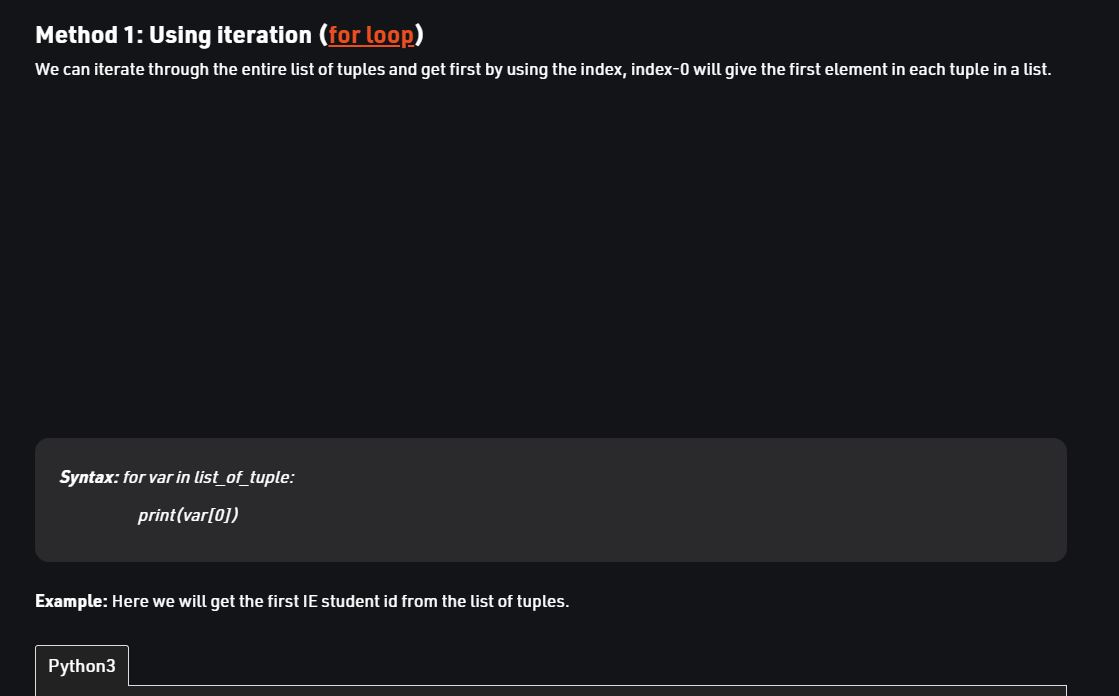 Method 1: Using iteration (for loop)
We can iterate through the entire list of tuples and get first by using the index, index-0 will give the first element in each tuple in a list.
Syntax: for var in list_of_tuple:
print(var[0])
Example: Here we will get the first IE student id from the list of tuples.
Python3